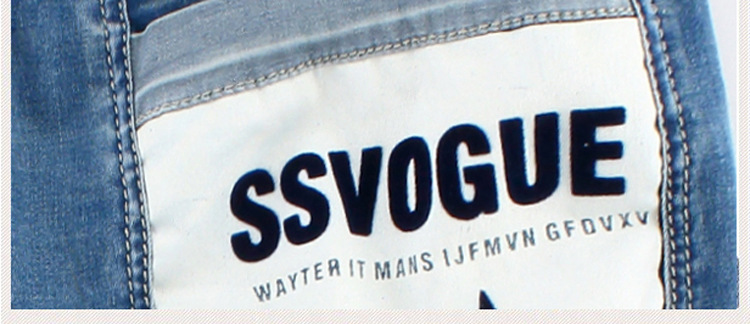 SSVOGUE
WAYTER IT MANS IJFMVN GFDVXV